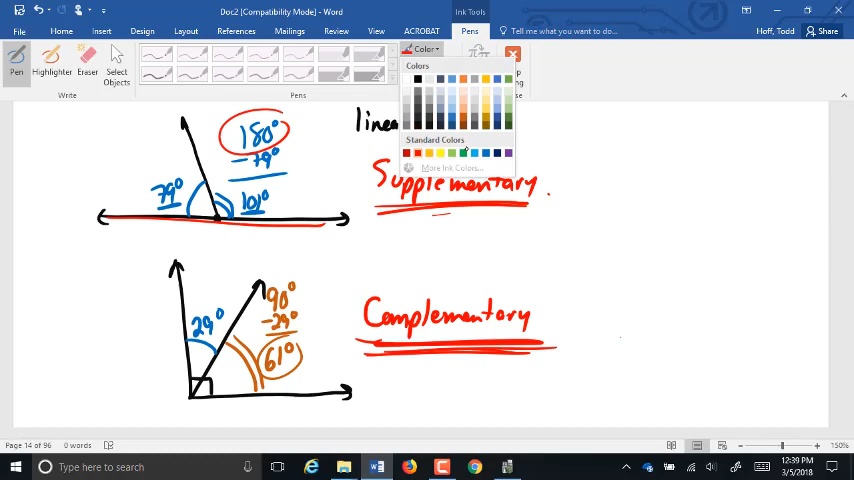 Doc2 [Compatibility Mode] - Word
Ink Tools
Hoff, Todd
File
Home
Insert
Design
Layout
References
Mailings
Review
View
ACROBAT
Pens
Tell me what you want to do...
Share
Pen
Highlighter
Eraser
Select
Objects
Write
Pens
Color
Colors
Standard Colors
More Ink Colors...
180°
-79°
79°
101°
linea
Supplementary.
90°
-29°
29°
61°
Complementary
Page 14 of 96
0 words
150%
Type here to search
12:39 PM
3/5/2018